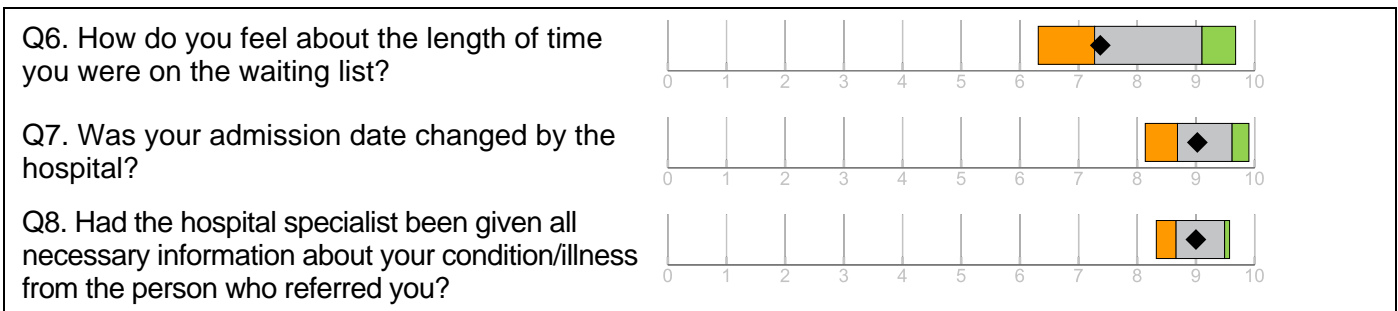 Q6. How do you feel about the length of time
you were on the waiting list?
0 1 2 3 4 5 6 7 8 9 10
Q7. Was your admission date changed by the
hospital?
0 1 2 3 4 5 6 7 8 9 10
Q8. Had the hospital specialist been given all
necessary information about your condition/illness
from the person who referred you?
0 1 2 3 4 5 6 7 8 9 10